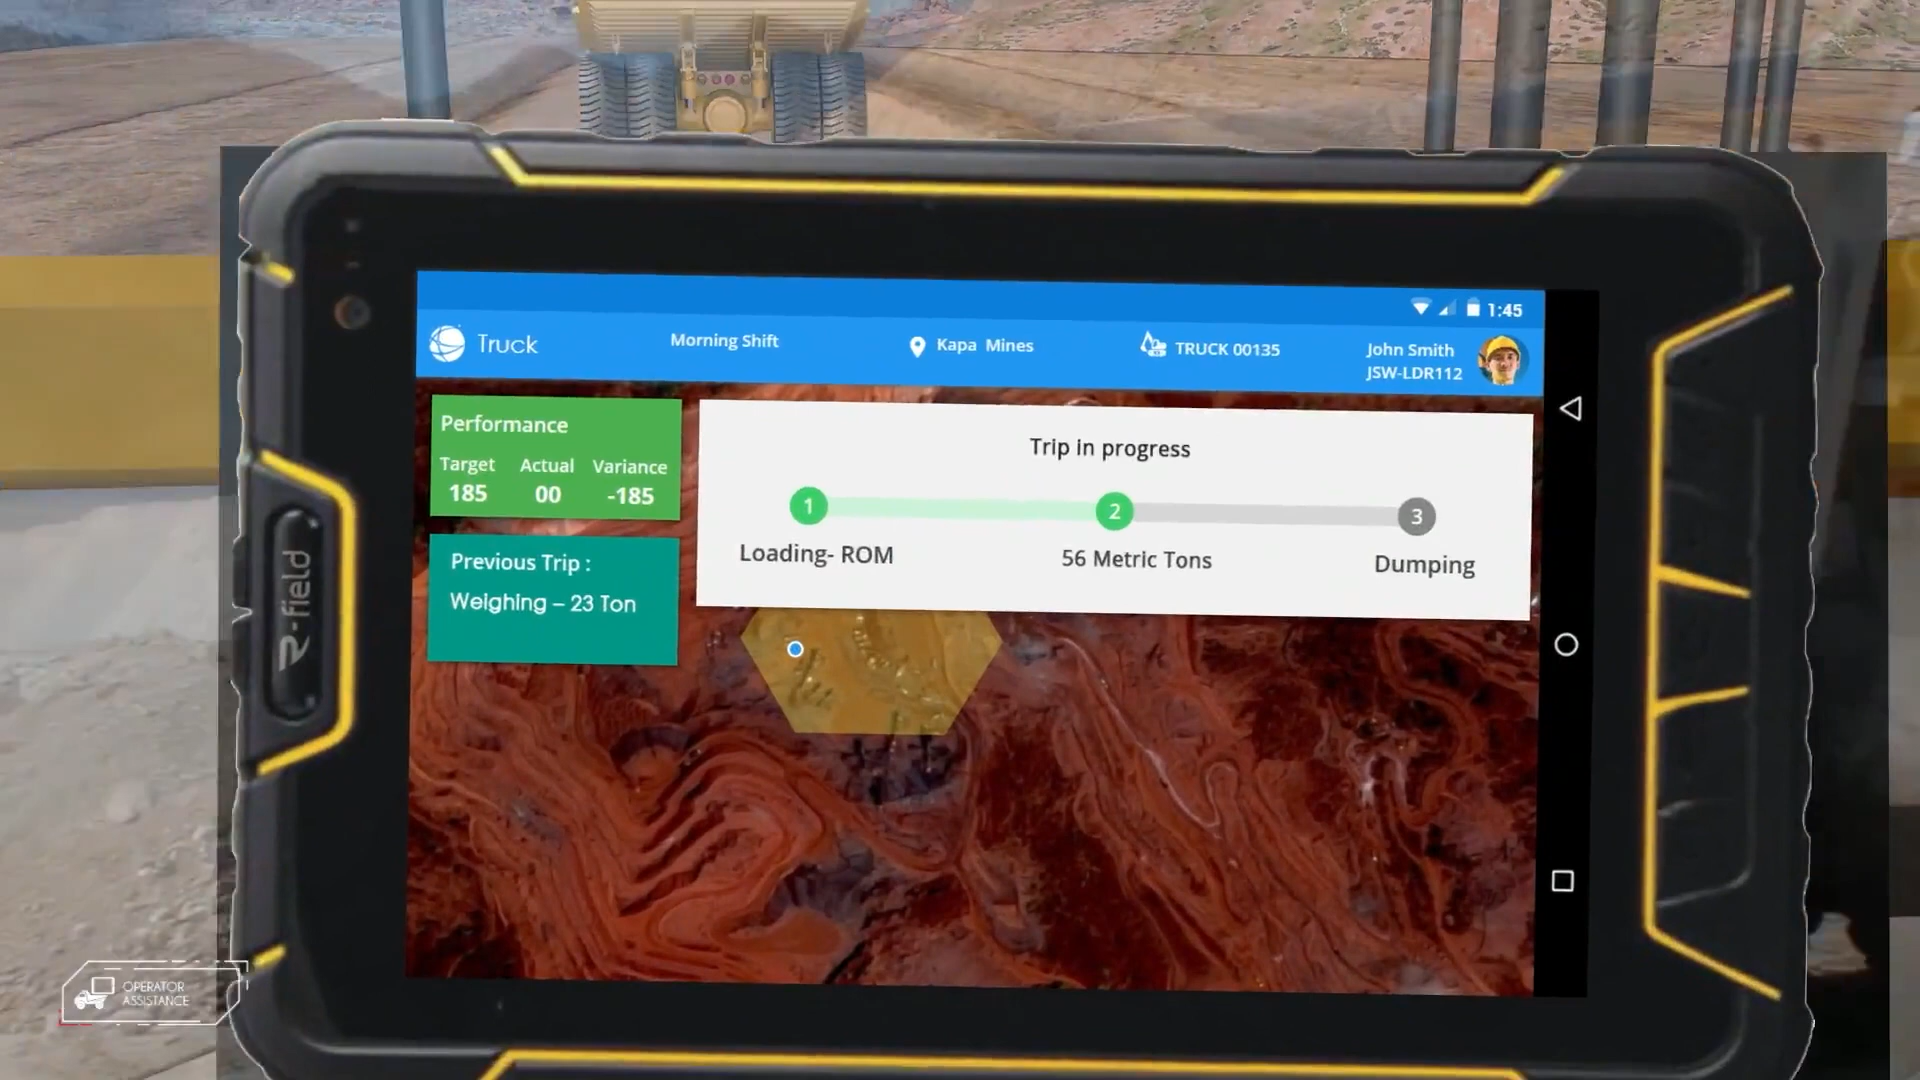 1:45
Truck
Morning Shift
Kapa Mines
TRUCK 00135
John Smith
JSW-LDR112
Performance
Target Actual Variance
185 00 -185
Previous Trip :
Weighing – 23 Ton
Trip in progress
1 2 3
Loading- ROM
56 Metric Tons
Dumping
R-field
OPERATOR
ASSISTANCE